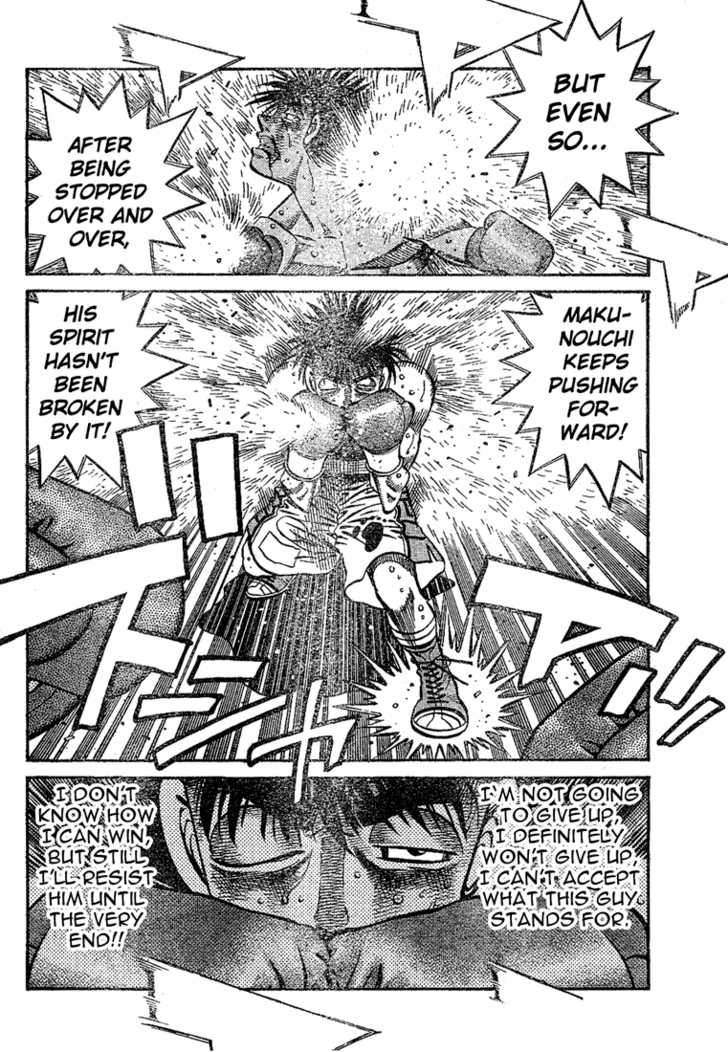 BUT
EVEN
SO...
AFTER
BEING
STOPPED
OVER AND
OVER,
MAKU-
NOUCHI
KEEPS
PUSHING
FOR-
WARD!
HIS
SPIRIT
HASN'T
BEEN
BROKEN
BY IT!
I'M NOT GOING
TO GIVE UP,
I DEFINITELY
WON'T GIVE UP,
I CAN'T ACCEPT
WHAT THIS GUY
STANDS FOR.
I DON'T
KNOW HOW
I CAN WIN,
BUT STILL
I'LL RESIST
HIM UNTIL
THE VERY
END!!